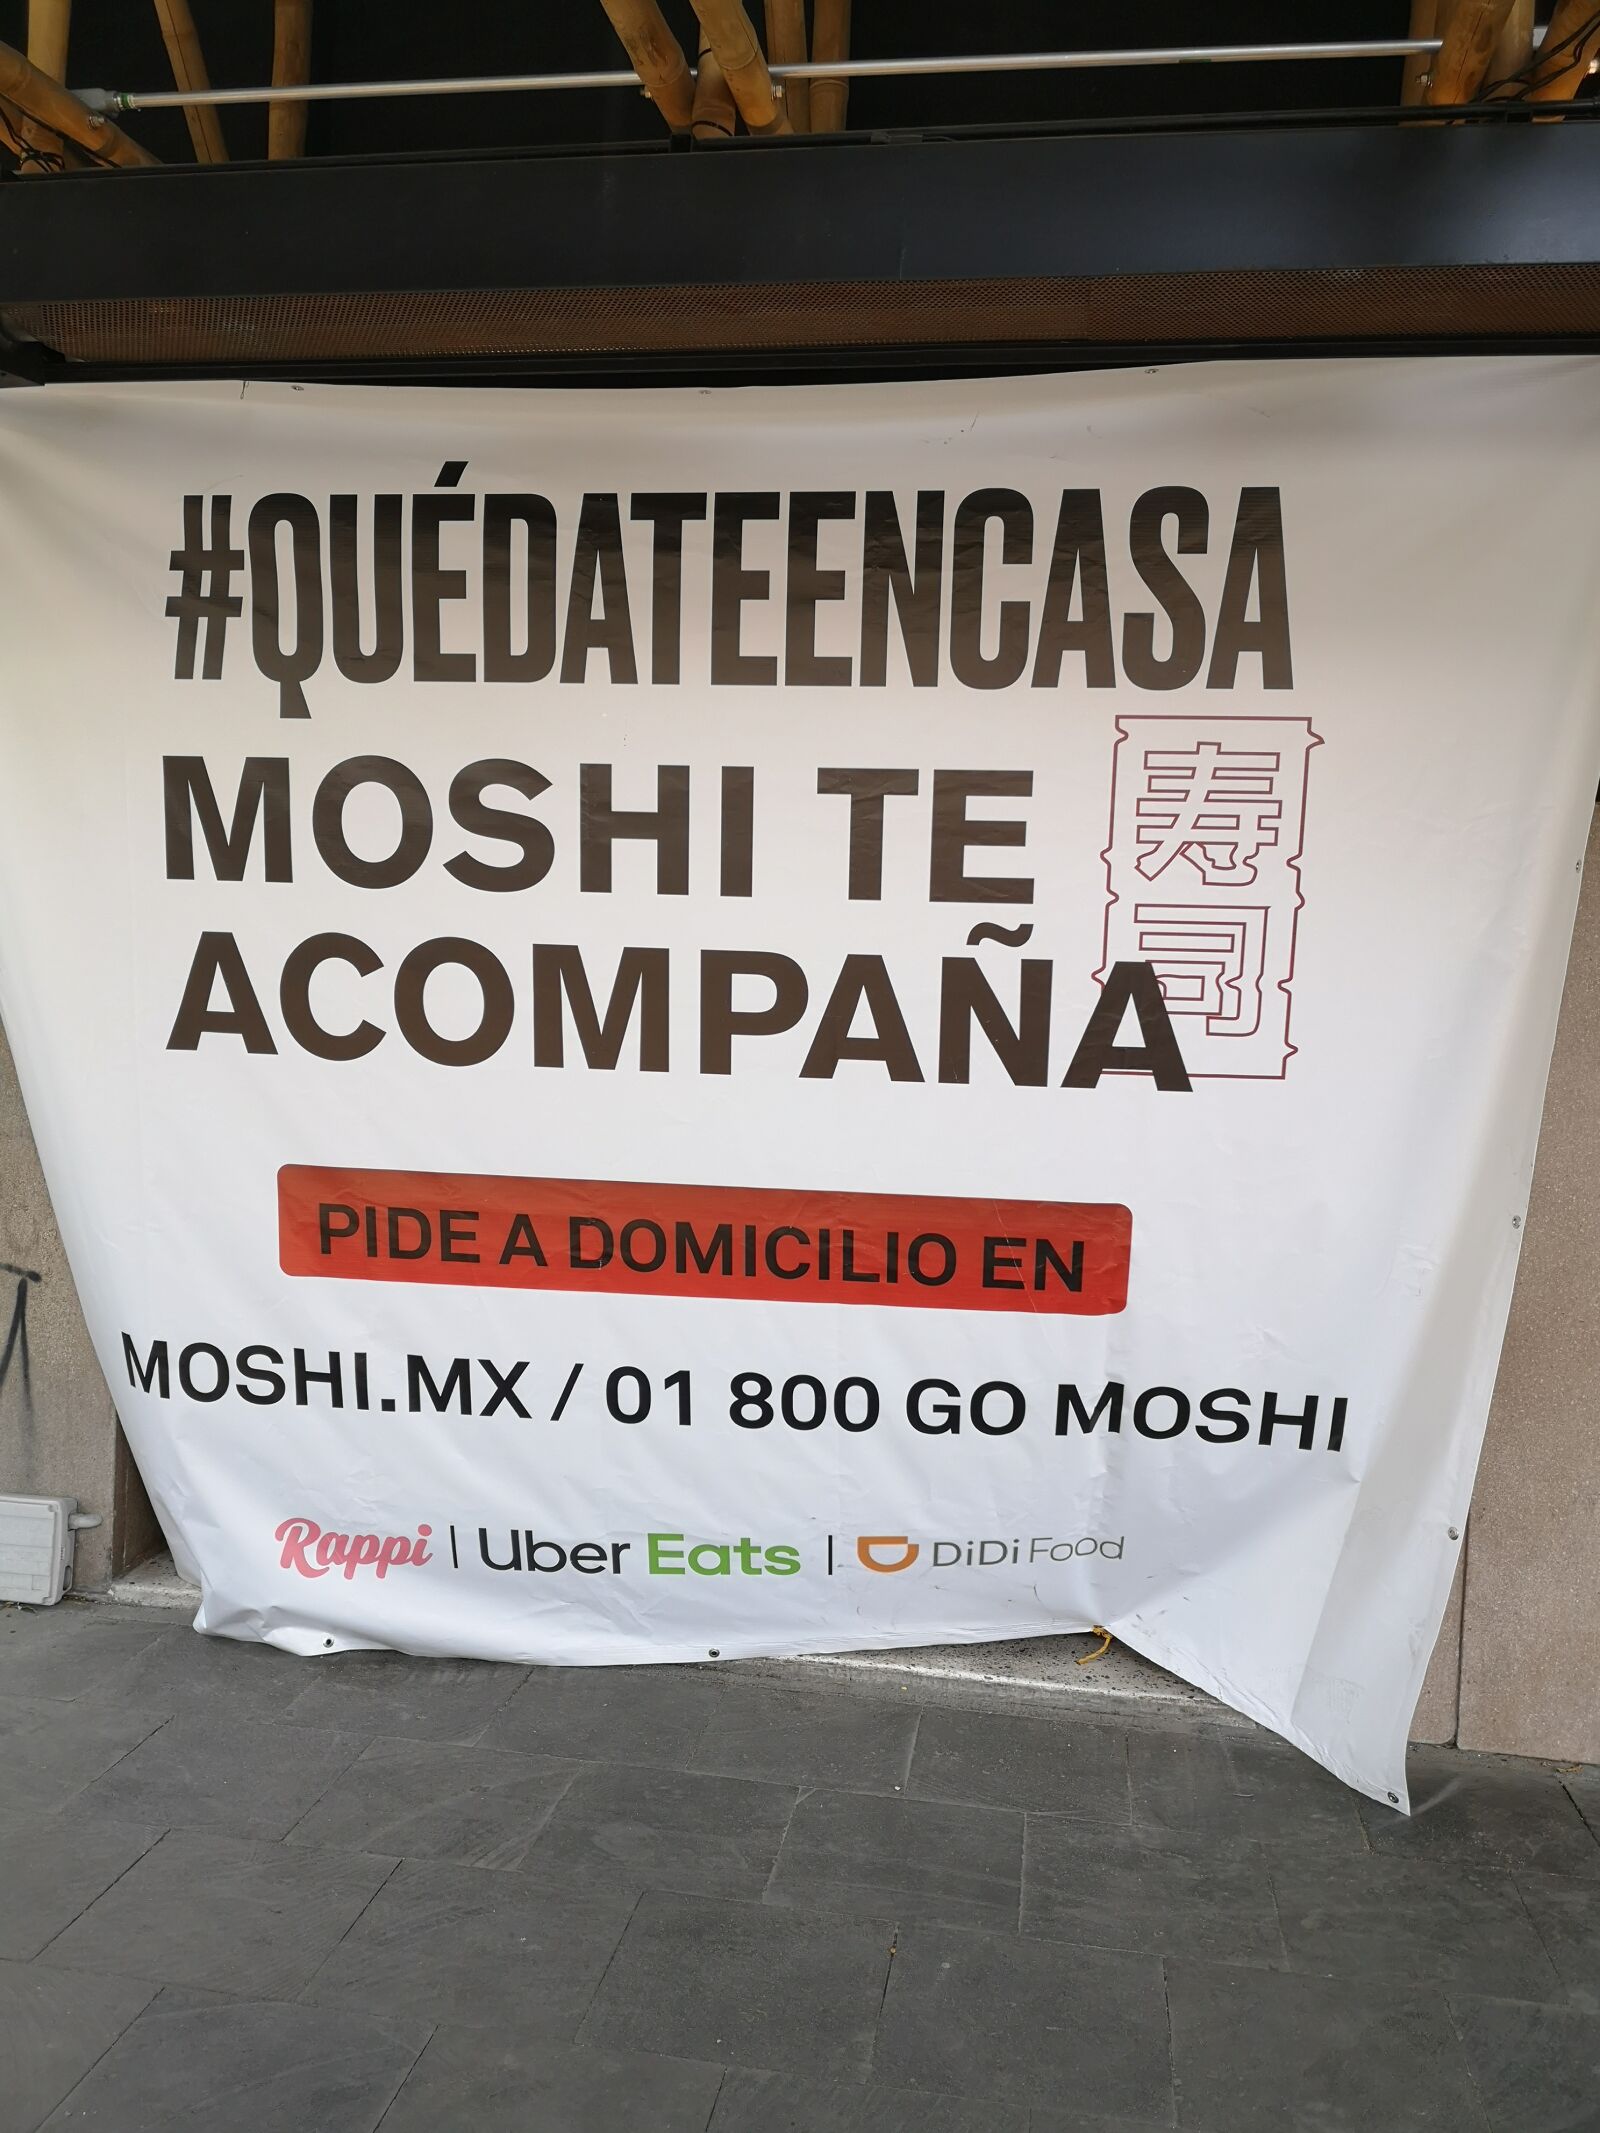 #QUÉDATEENCASA
MOSHI TE
ACOMPAÑA
寿司
PIDE A DOMICILIO EN
MOSHI.MX / 01 800 GO MOSHI
Rappi | Uber Eats | DiDi Food